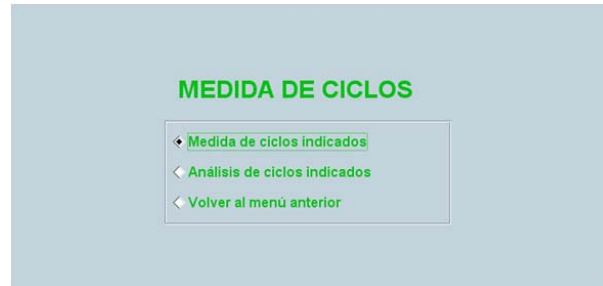 MEDIDA DE CICLOS
Medida de ciclos indicados
Análisis de ciclos indicados
Volver al menú anterior